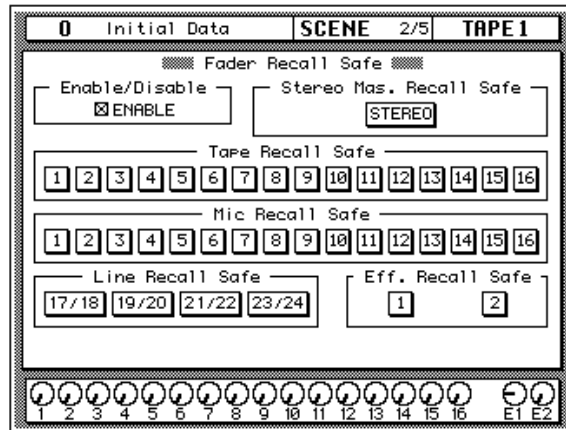 0 Initial Data SCENE 2/5 TAPE 1
Fader Recall Safe
Enable/Disable
ENABLE
Stereo Mas. Recall Safe
STEREO
Tape Recall Safe
1 2 3 4 5 6 7 8 9 10 11 12 13 14 15 16
Mic Recall Safe
1 2 3 4 5 6 7 8 9 10 11 12 13 14 15 16
Line Recall Safe
17/18 19/20 21/22 23/24
Eff. Recall Safe
1 2
1 2 3 4 5 6 7 8 9 10 11 12 13 14 15 16 E1 E2